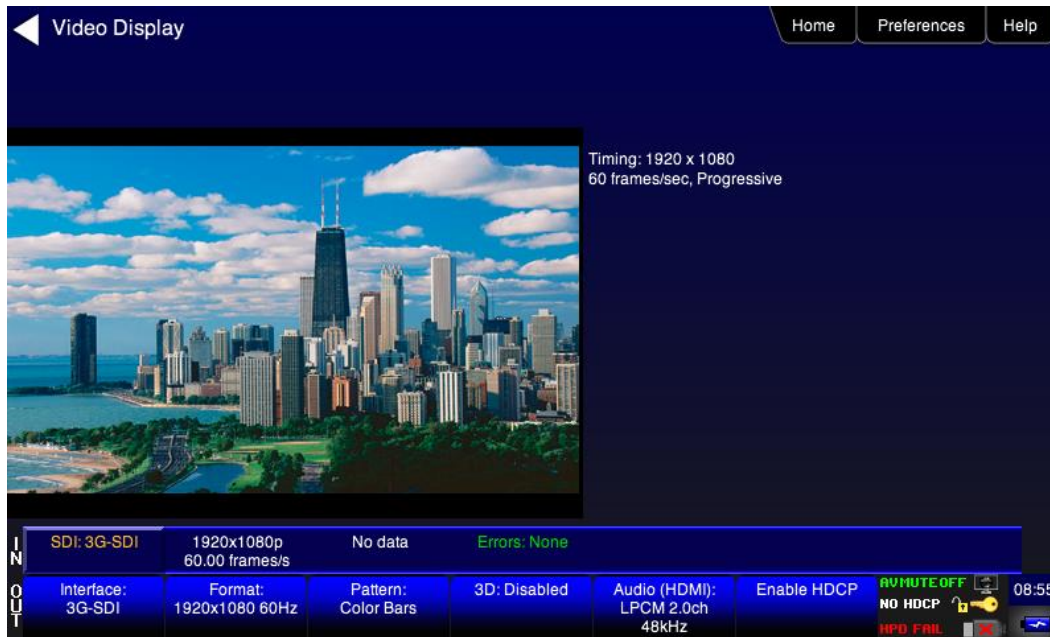 Video Display
Home
Preferences
Help
Timing: 1920 x 1080
60 frames/sec, Progressive
IN
SDI: 3G-SDI
1920x1080p
60.00 frames/s
No data
Errors: None
OUT
Interface:
3G-SDI
Format:
1920x1080 60Hz
Pattern:
Color Bars
3D: Disabled
Audio (HDMI):
LPCM 2.0ch
48kHz
Enable HDCP
AVMUTEOFF
NO HDCP
HPD FAIL
08:55